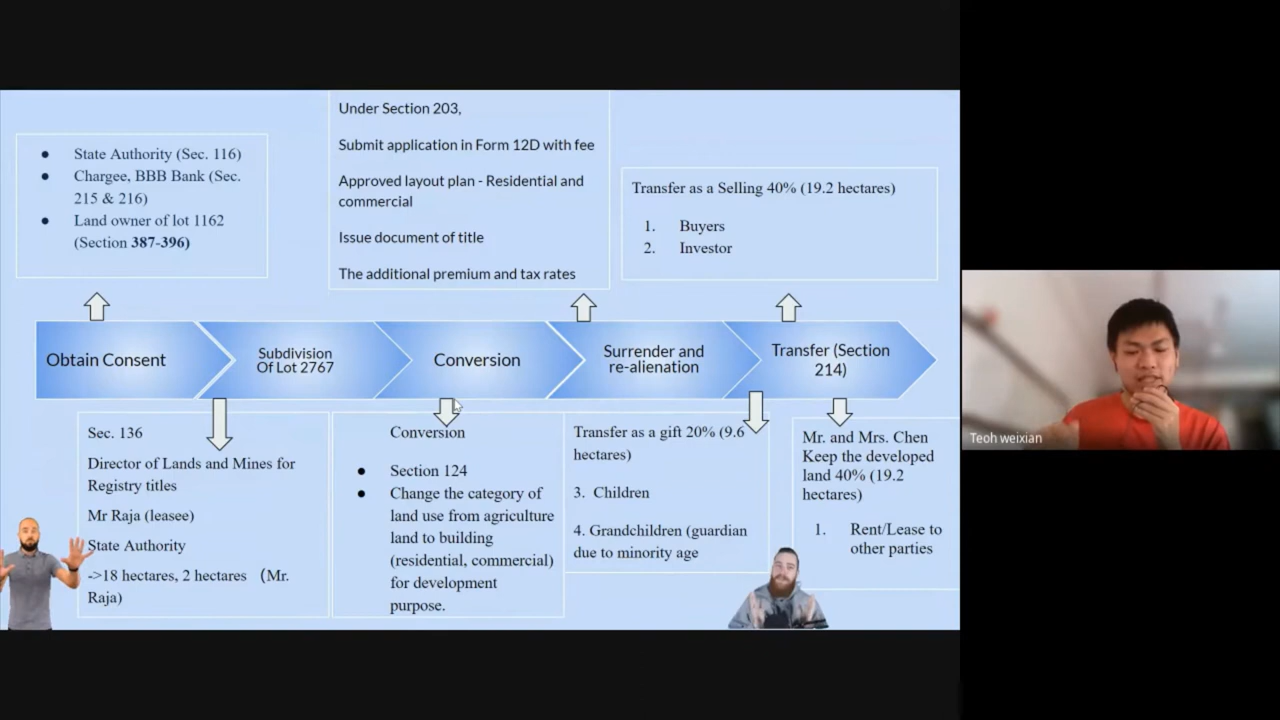 ● State Authority (Sec. 116)
● Chargee, BBB Bank (Sec.
215 & 216)
● Land owner of lot 1162
(Section 387-396)
Under Section 203,
Submit application in Form 12D with fee
Approved layout plan - Residential and
commercial
Issue document of title
The additional premium and tax rates
Transfer as a Selling 40% (19.2 hectares)
1. Buyers
2. Investor
Obtain Consent
Subdivision
Of Lot 2767
Conversion
Surrender and
re-alienation
Transfer (Section
214)
Sec. 136
Director of Lands and Mines for
Registry titles
Mr Raja (leasee)
State Authority
->18 hectares, 2 hectares （Mr.
Raja)
Conversion
● Section 124
● Change the category of
land use from agriculture
land to building
(residential, commercial)
for development
purpose.
Transfer as a gift 20% (9.6
hectares)
3. Children
4. Grandchildren (guardian
due to minority age
Mr. and Mrs. Chen
Keep the developed
land 40% (19.2
hectares)
1. Rent/Lease to
other parties
Teoh weixian